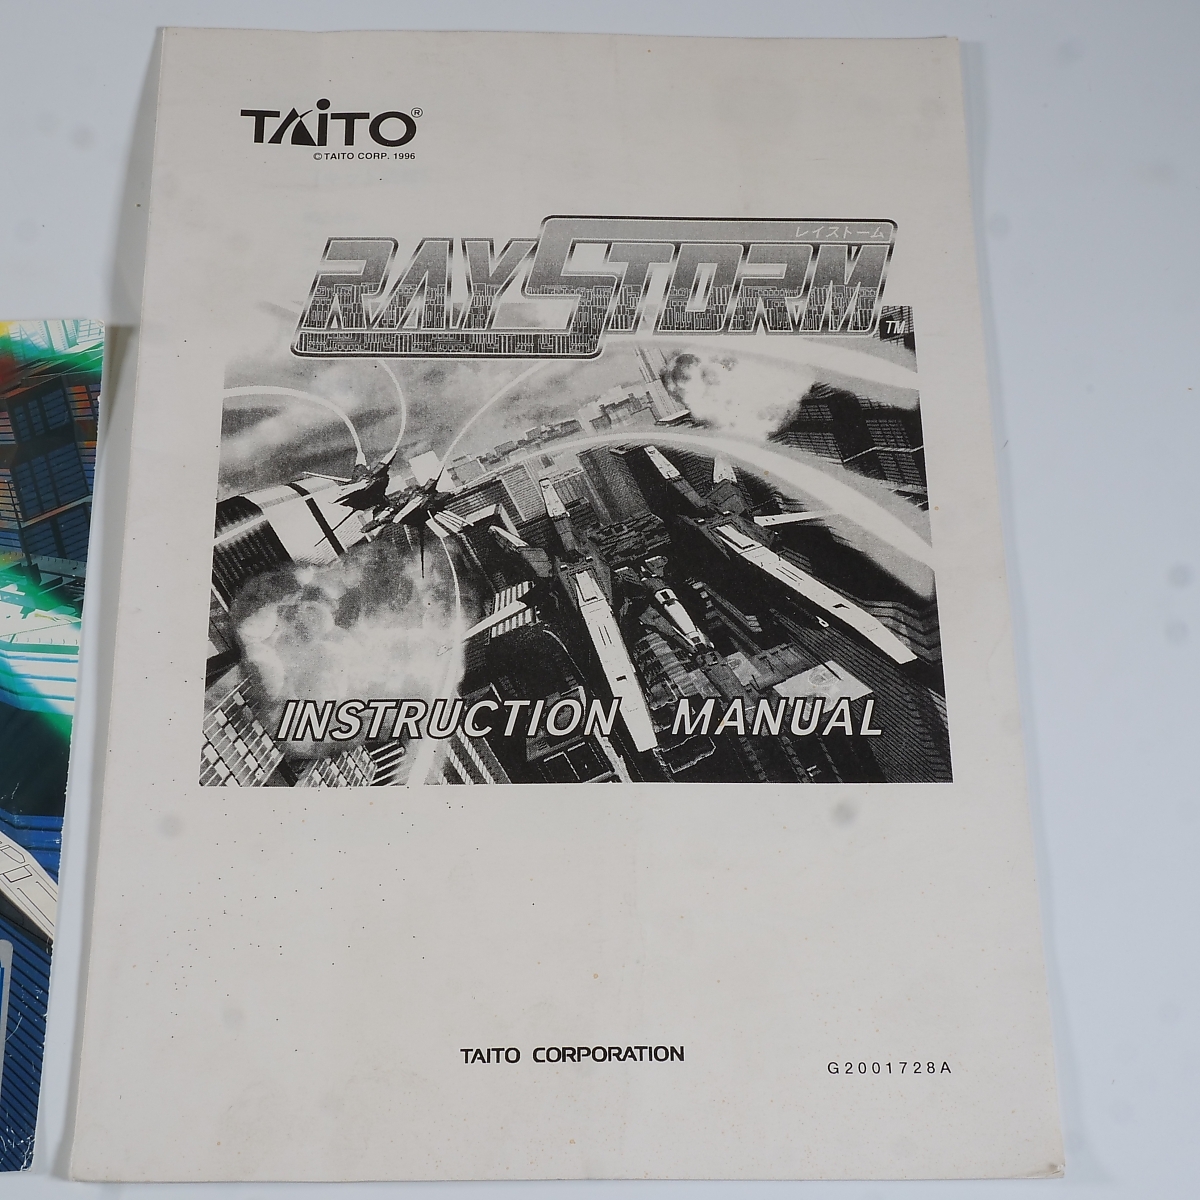 TAiTO®
©TAITO CORP. 1996
レイストーム
RAYSTORM
TM
INSTRUCTION MANUAL
TAITO CORPORATION
G2001728A